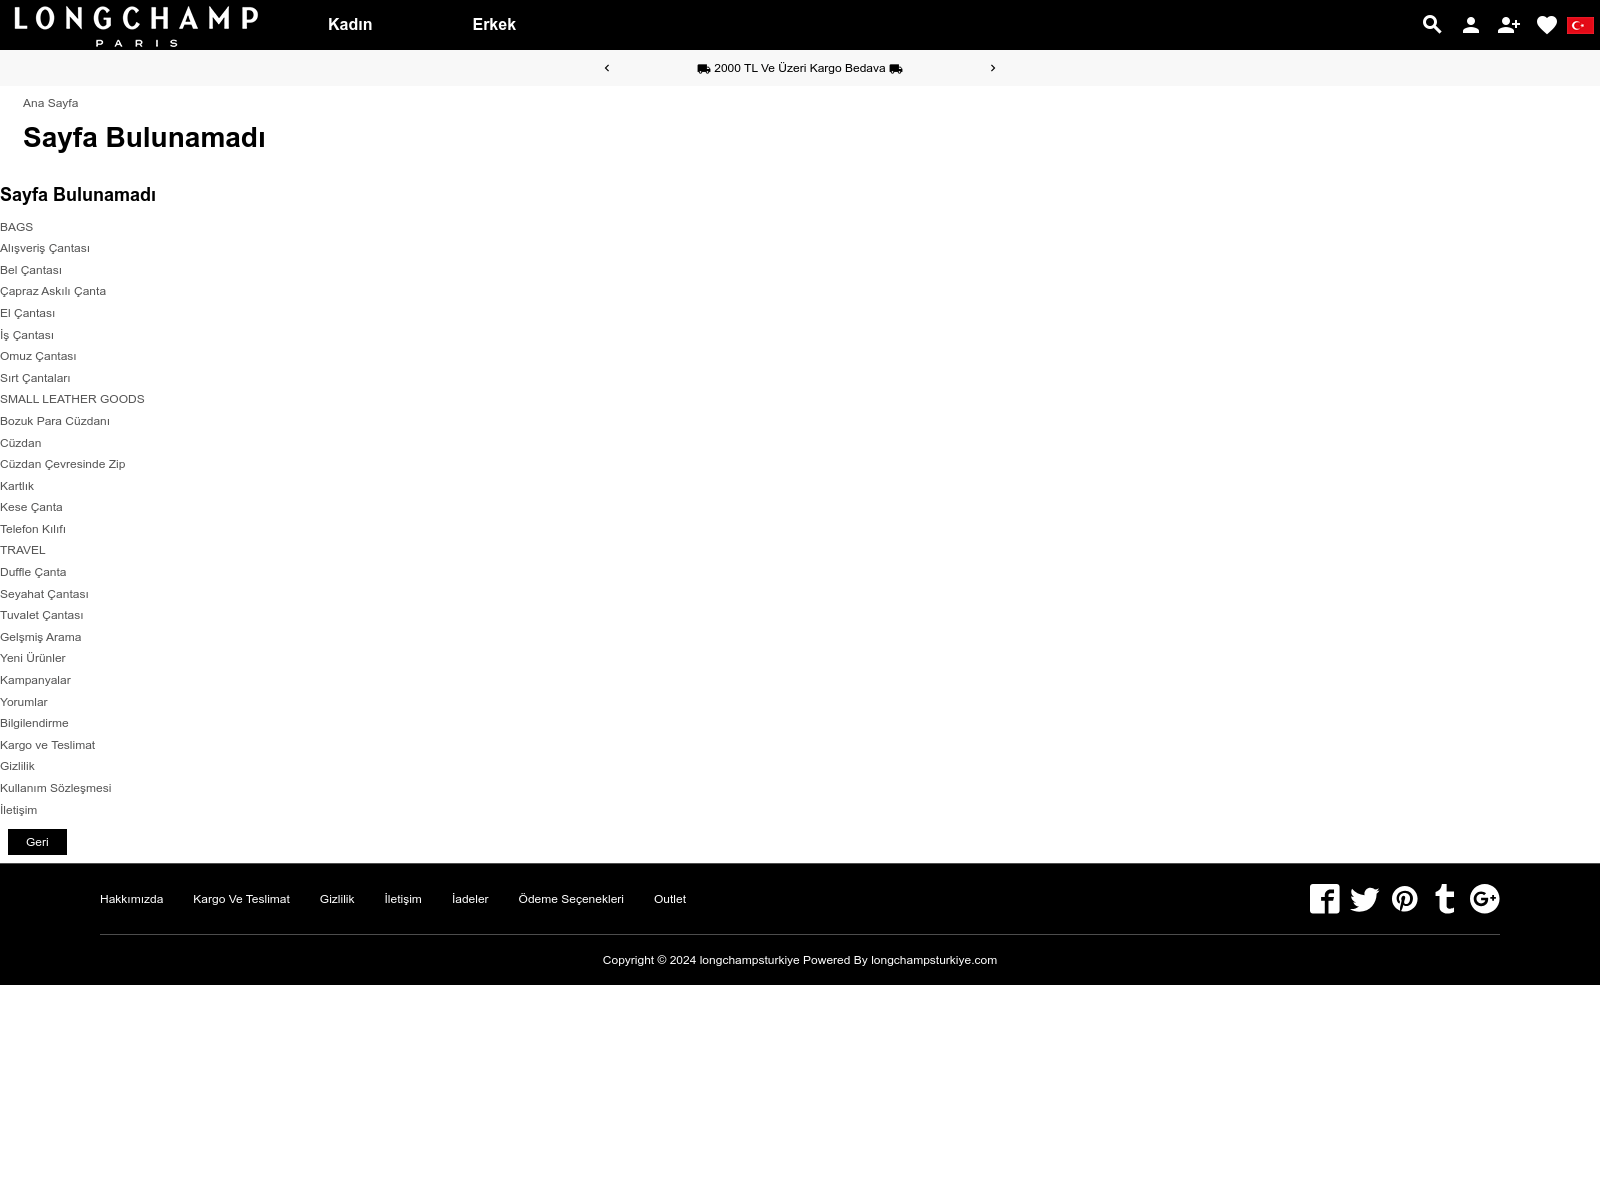 LONGCHAMP
PARIS
Kadın Erkek
2000 TL Ve Üzeri Kargo Bedava
Ana Sayfa
Sayfa Bulunamadı
Sayfa Bulunamadı
BAGS
Alışveriş Çantası
Bel Çantası
Çapraz Askılı Çanta
El Çantası
İş Çantası
Omuz Çantası
Sırt Çantaları
SMALL LEATHER GOODS
Bozuk Para Cüzdanı
Cüzdan
Cüzdan Çevresinde Zip
Kartlık
Kese Çanta
Telefon Kılıfı
TRAVEL
Duffle Çanta
Seyahat Çantası
Tuvalet Çantası
Gelşmiş Arama
Yeni Ürünler
Kampanyalar
Yorumlar
Bilgilendirme
Kargo ve Teslimat
Gizlilik
Kullanım Sözleşmesi
İletişim
Geri
Hakkımızda Kargo Ve Teslimat Gizlilik İletişim İadeler Ödeme Seçenekleri Outlet
Copyright © 2024 longchampsturkiye Powered By longchampsturkiye.com